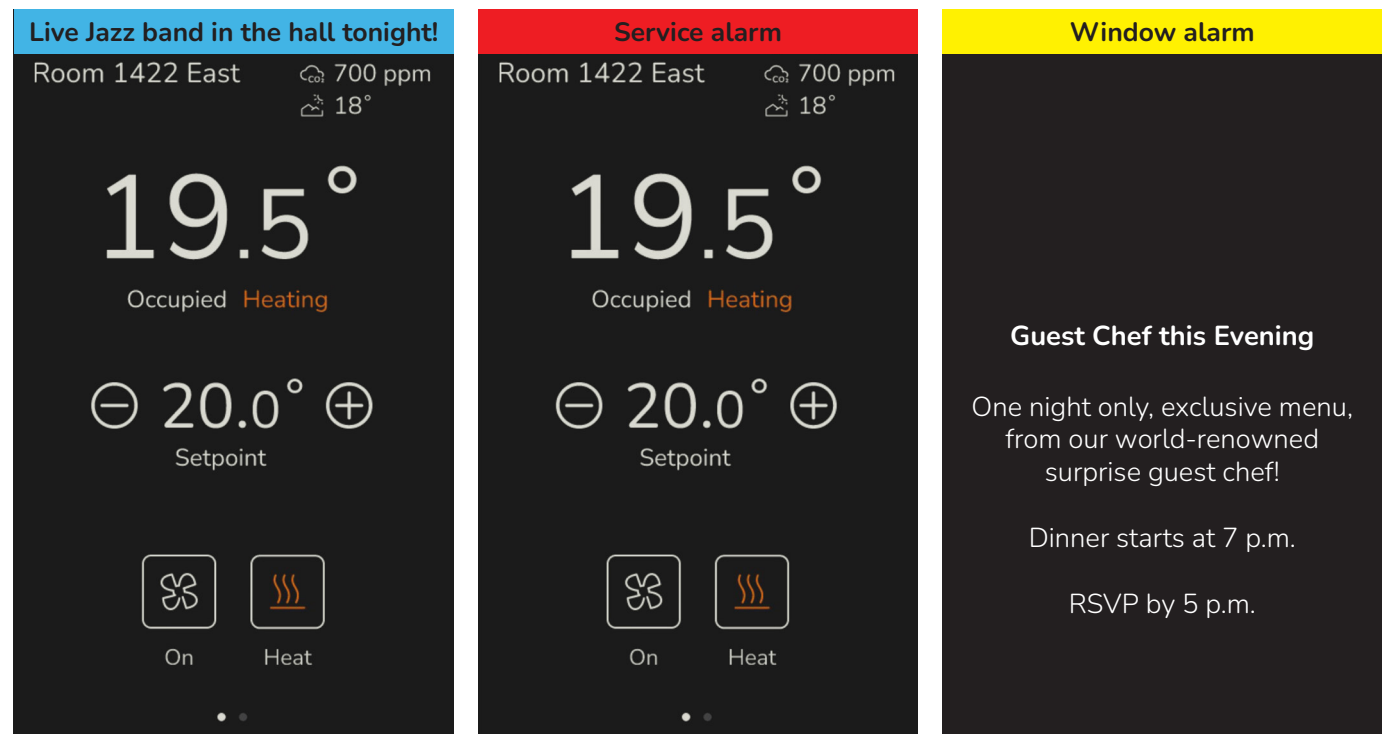 Live Jazz band in the hall tonight!
Room 1422 East
CO₂ 700 ppm
18°
19.5°
Occupied Heating
20.0°
Setpoint
On Heat
Service alarm
Room 1422 East
CO₂ 700 ppm
18°
19.5°
Occupied Heating
20.0°
Setpoint
On Heat
Window alarm
Guest Chef this Evening
One night only, exclusive menu,
from our world-renowned
surprise guest chef!
Dinner starts at 7 p.m.
RSVP by 5 p.m.